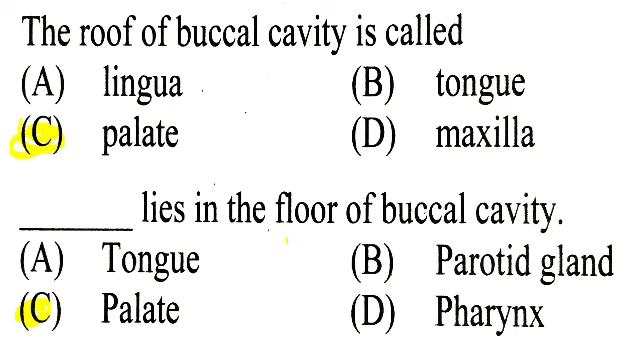 The roof of buccal cavity is called
(A) lingua (B) tongue
(C) palate (D) maxilla
______ lies in the floor of buccal cavity.
(A) Tongue (B) Parotid gland
(C) Palate (D) Pharynx